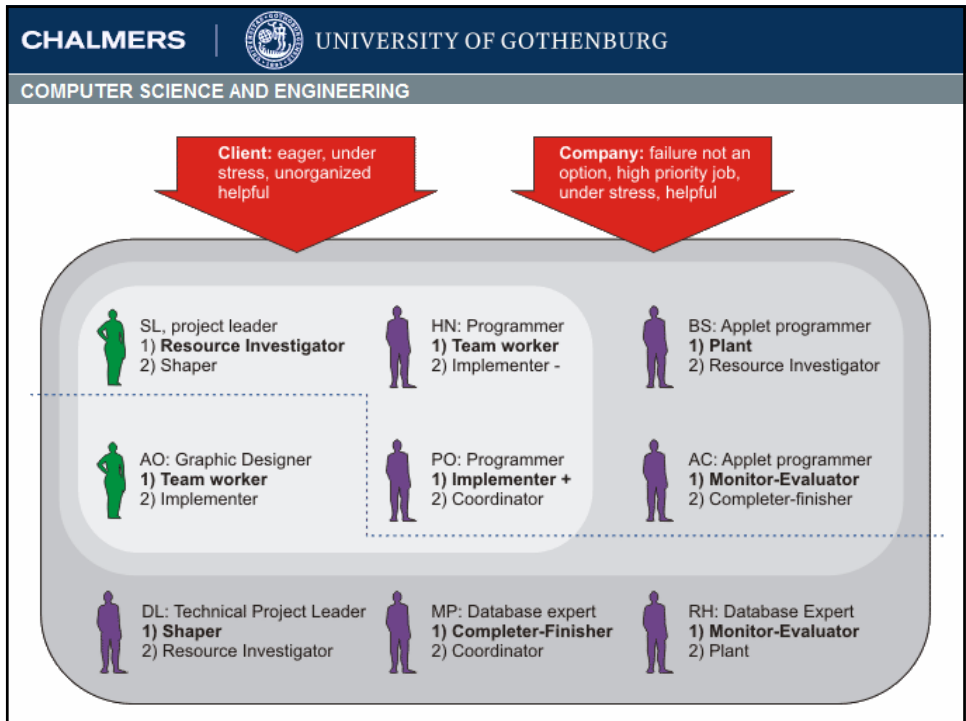 CHALMERS
UNIVERSITY OF GOTHENBURG
COMPUTER SCIENCE AND ENGINEERING
Client: eager, under
stress, unorganized
helpful
Company: failure not an
option, high priority job,
under stress, helpful
SL, project leader
1) Resource Investigator
2) Shaper
HN: Programmer
1) Team worker
2) Implementer -
BS: Applet programmer
1) Plant
2) Resource Investigator
AO: Graphic Designer
1) Team worker
2) Implementer
PO: Programmer
1) Implementer +
2) Coordinator
AC: Applet programmer
1) Monitor-Evaluator
2) Completer-finisher
DL: Technical Project Leader
1) Shaper
2) Resource Investigator
MP: Database expert
1) Completer-Finisher
2) Coordinator
RH: Database Expert
1) Monitor-Evaluator
2) Plant